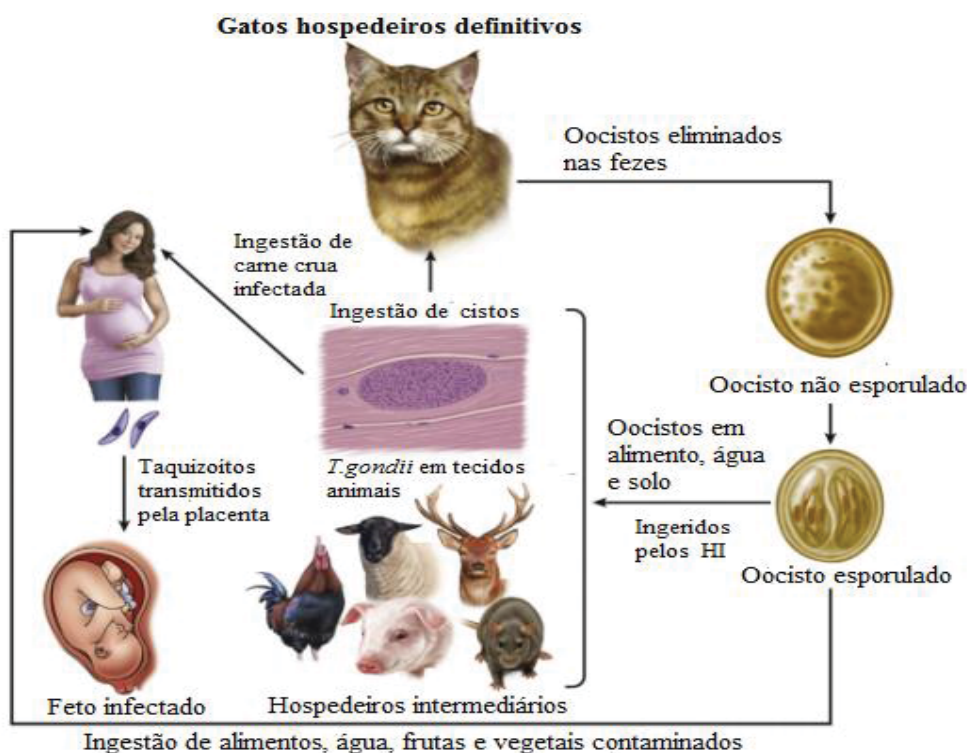 Gatos hospedeiros definitivos
Oocistos eliminados
nas fezes
Ingestão de
carne crua
infectada
Ingestão de cistos
Oocisto não esporulado
Oocistos em
alimento, água
e solo
Taquizoitos
transmitidos
pela placenta
T.gondii em tecidos
animais
Ingeridos
pelos HI
Oocisto esporulado
Feto infectado
Hospedeiros intermediários
Ingestão de alimentos, água, frutas e vegetais contaminados